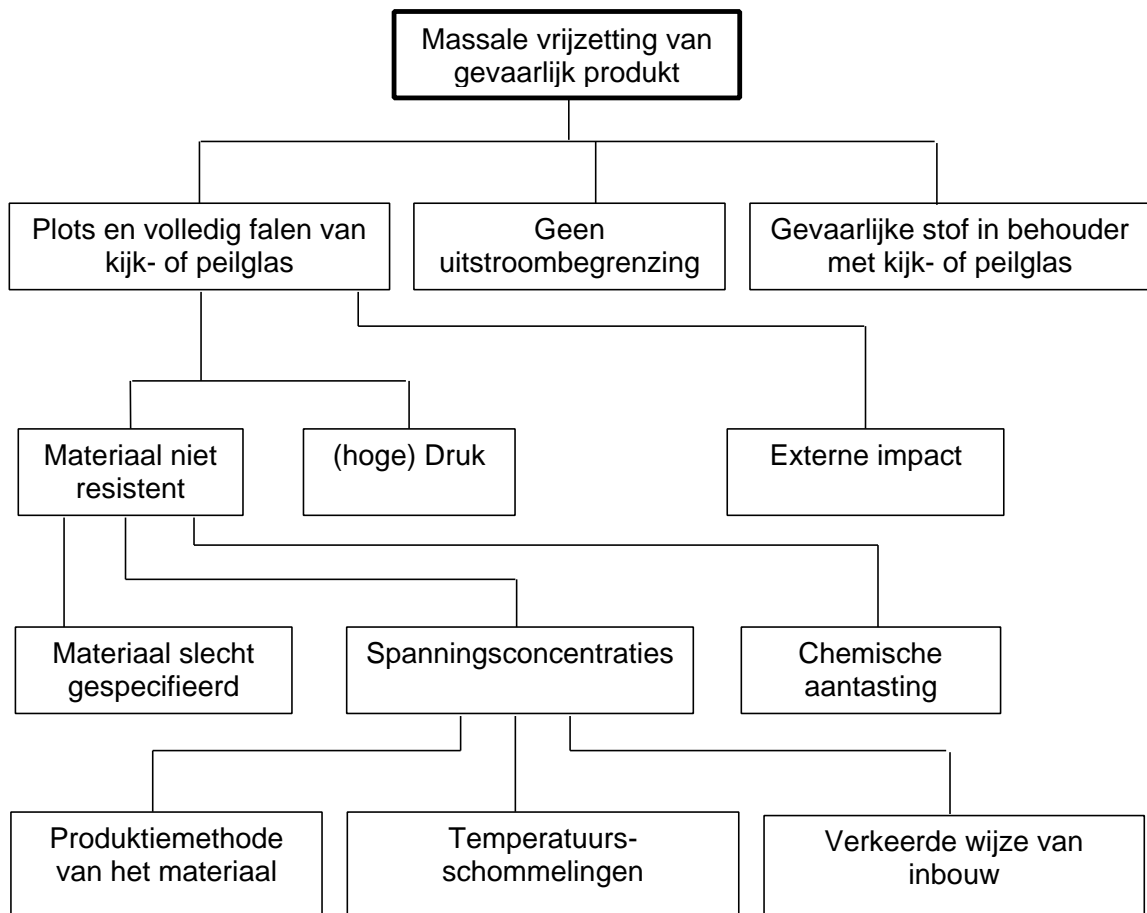 Massale vrijzetting van
gevaarlijk produkt
Plots en volledig falen van
kijk- of peilglas
Geen
uitstroombegrenzing
Gevaarlijke stof in behouder
met kijk- of peilglas
Materiaal niet
resistent
(hoge) Druk
Externe impact
Materiaal slecht
gespecifieerd
Spanningsconcentraties
Chemische
aantasting
Produktiemethode
van het materiaal
Temperatuurs-
schommelingen
Verkeerde wijze van
inbouw